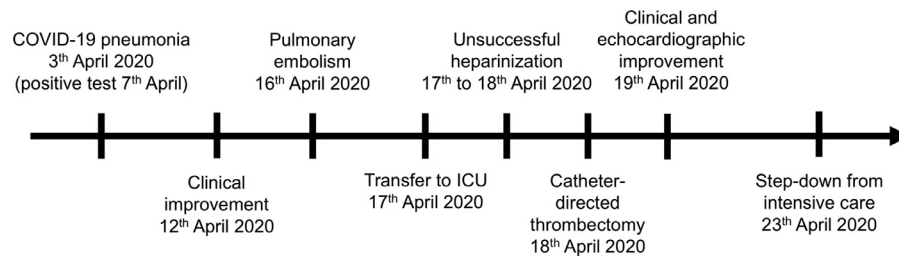 COVID-19 pneumonia
3th April 2020
(positive test 7th April)
Clinical
improvement
12th April 2020
Pulmonary
embolism
16th April 2020
Transfer to ICU
17th April 2020
Unsuccessful
heparinization
17th to 18th April 2020
Catheter-
directed
thrombectomy
18th April 2020
Clinical and
echocardiographic
improvement
19th April 2020
Step-down from
intensive care
23th April 2020